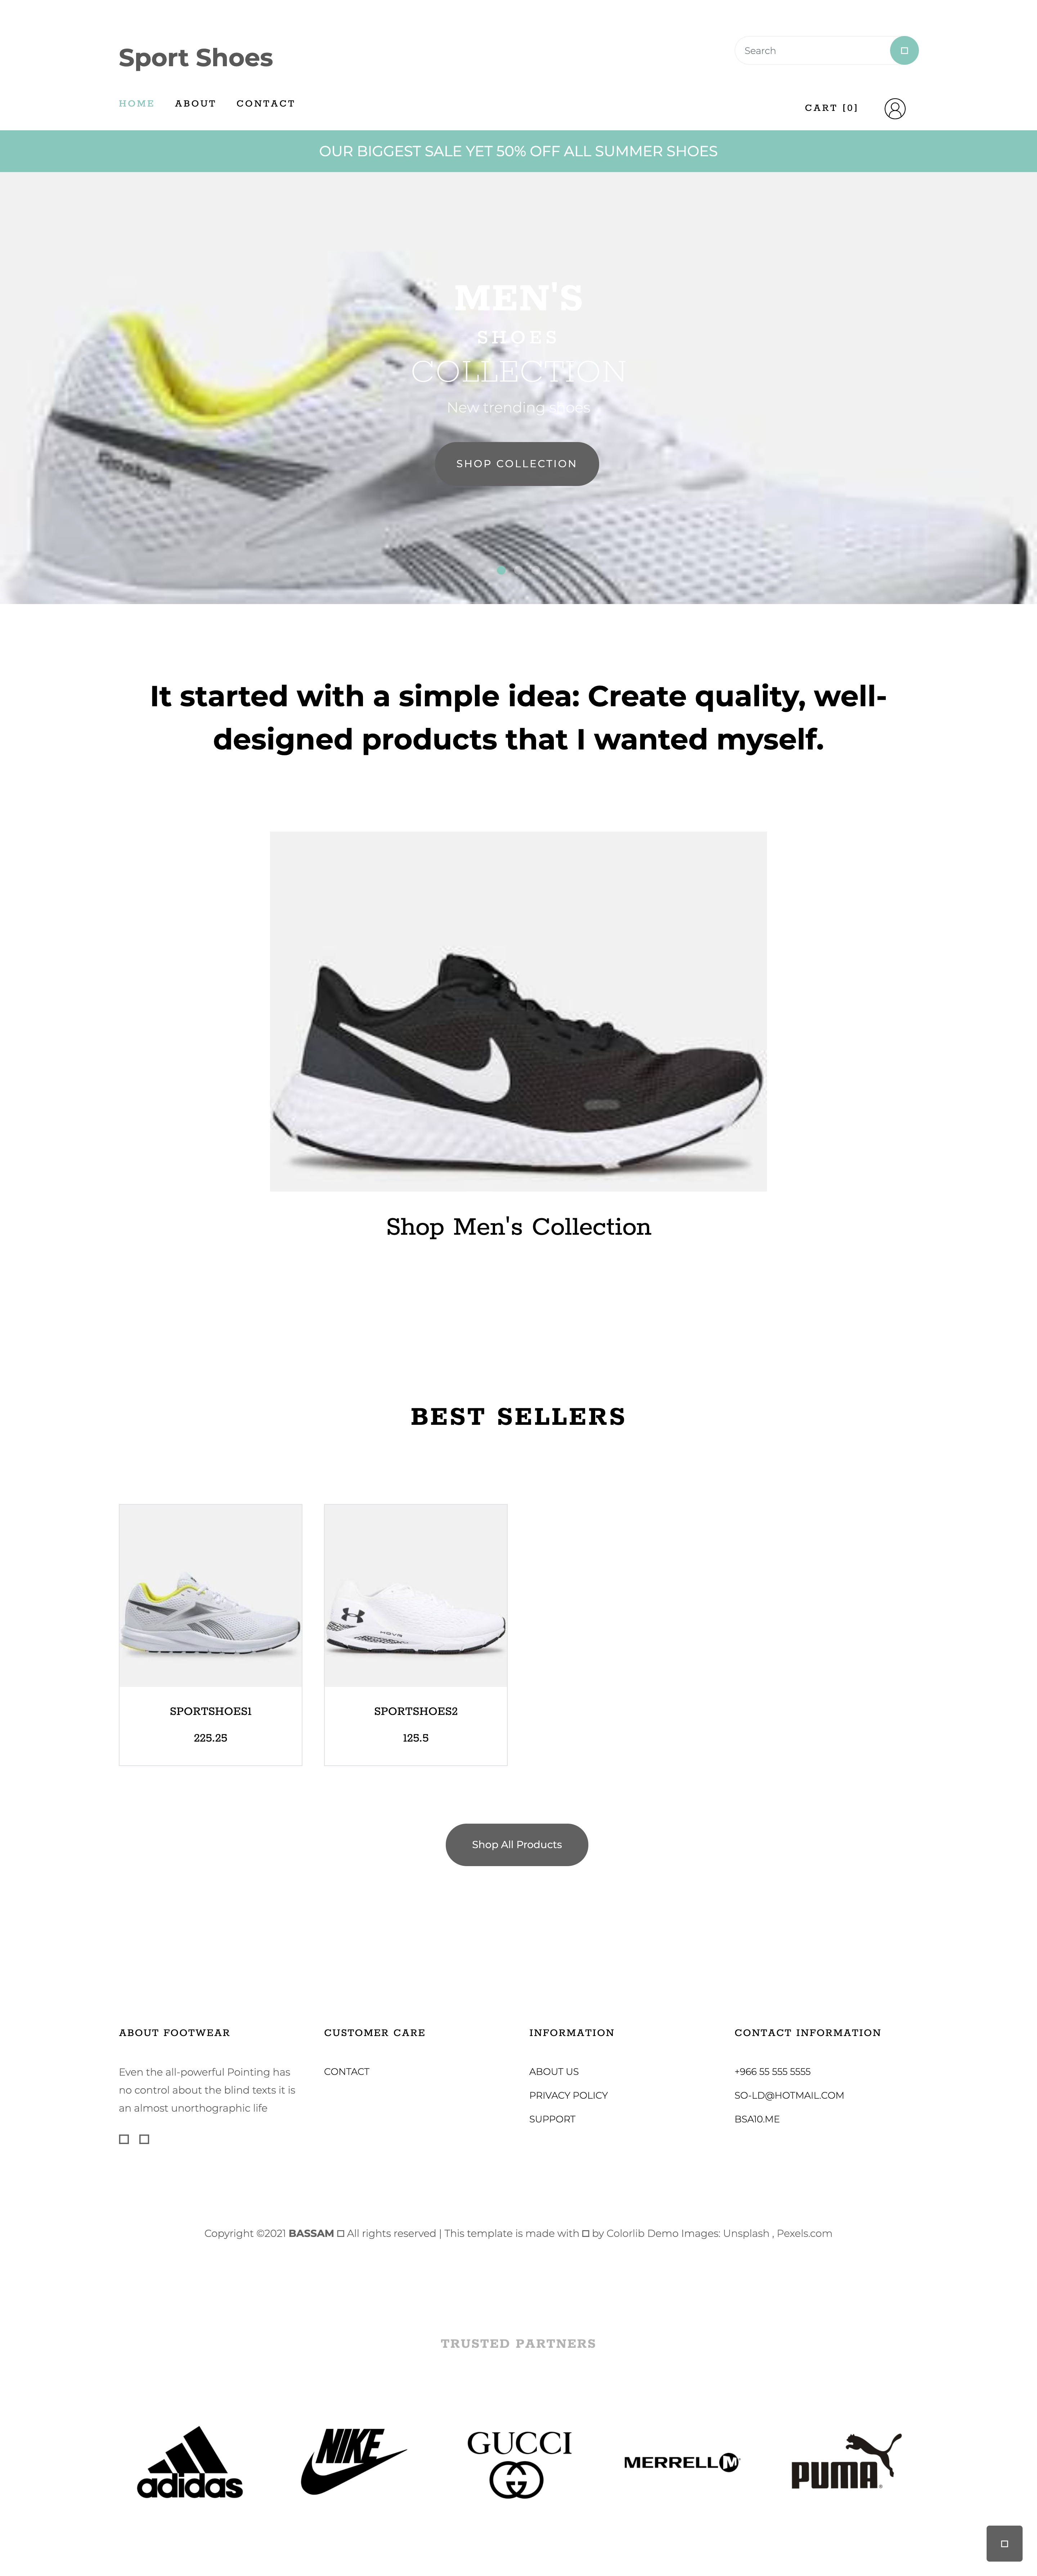 Sport Shoes
Search
HOME ABOUT CONTACT
CART [0]
OUR BIGGEST SALE YET 50% OFF ALL SUMMER SHOES
MEN'S
SHOES
COLLECTION
New trending shoes
Reebok
SHOP COLLECTION
It started with a simple idea: Create quality, well-
designed products that I wanted myself.
Shop Men's Collection
BEST SELLERS
HOVR
SPORTSHOES1
225.25
SPORTSHOES2
125.5
Shop All Products
ABOUT FOOTWEAR
Even the all-powerful Pointing has
no control about the blind texts it is
an almost unorthographic life
CUSTOMER CARE
CONTACT
INFORMATION
ABOUT US
PRIVACY POLICY
SUPPORT
CONTACT INFORMATION
+966 55 555 5555
SO-LD@HOTMAIL.COM
BSA10.ME
Copyright ©2021 BASSAM All rights reserved | This template is made with by Colorlib Demo Images: Unsplash , Pexels.com
TRUSTED PARTNERS
adidas
NIKE
GUCCI
MERRELL M
PUMA